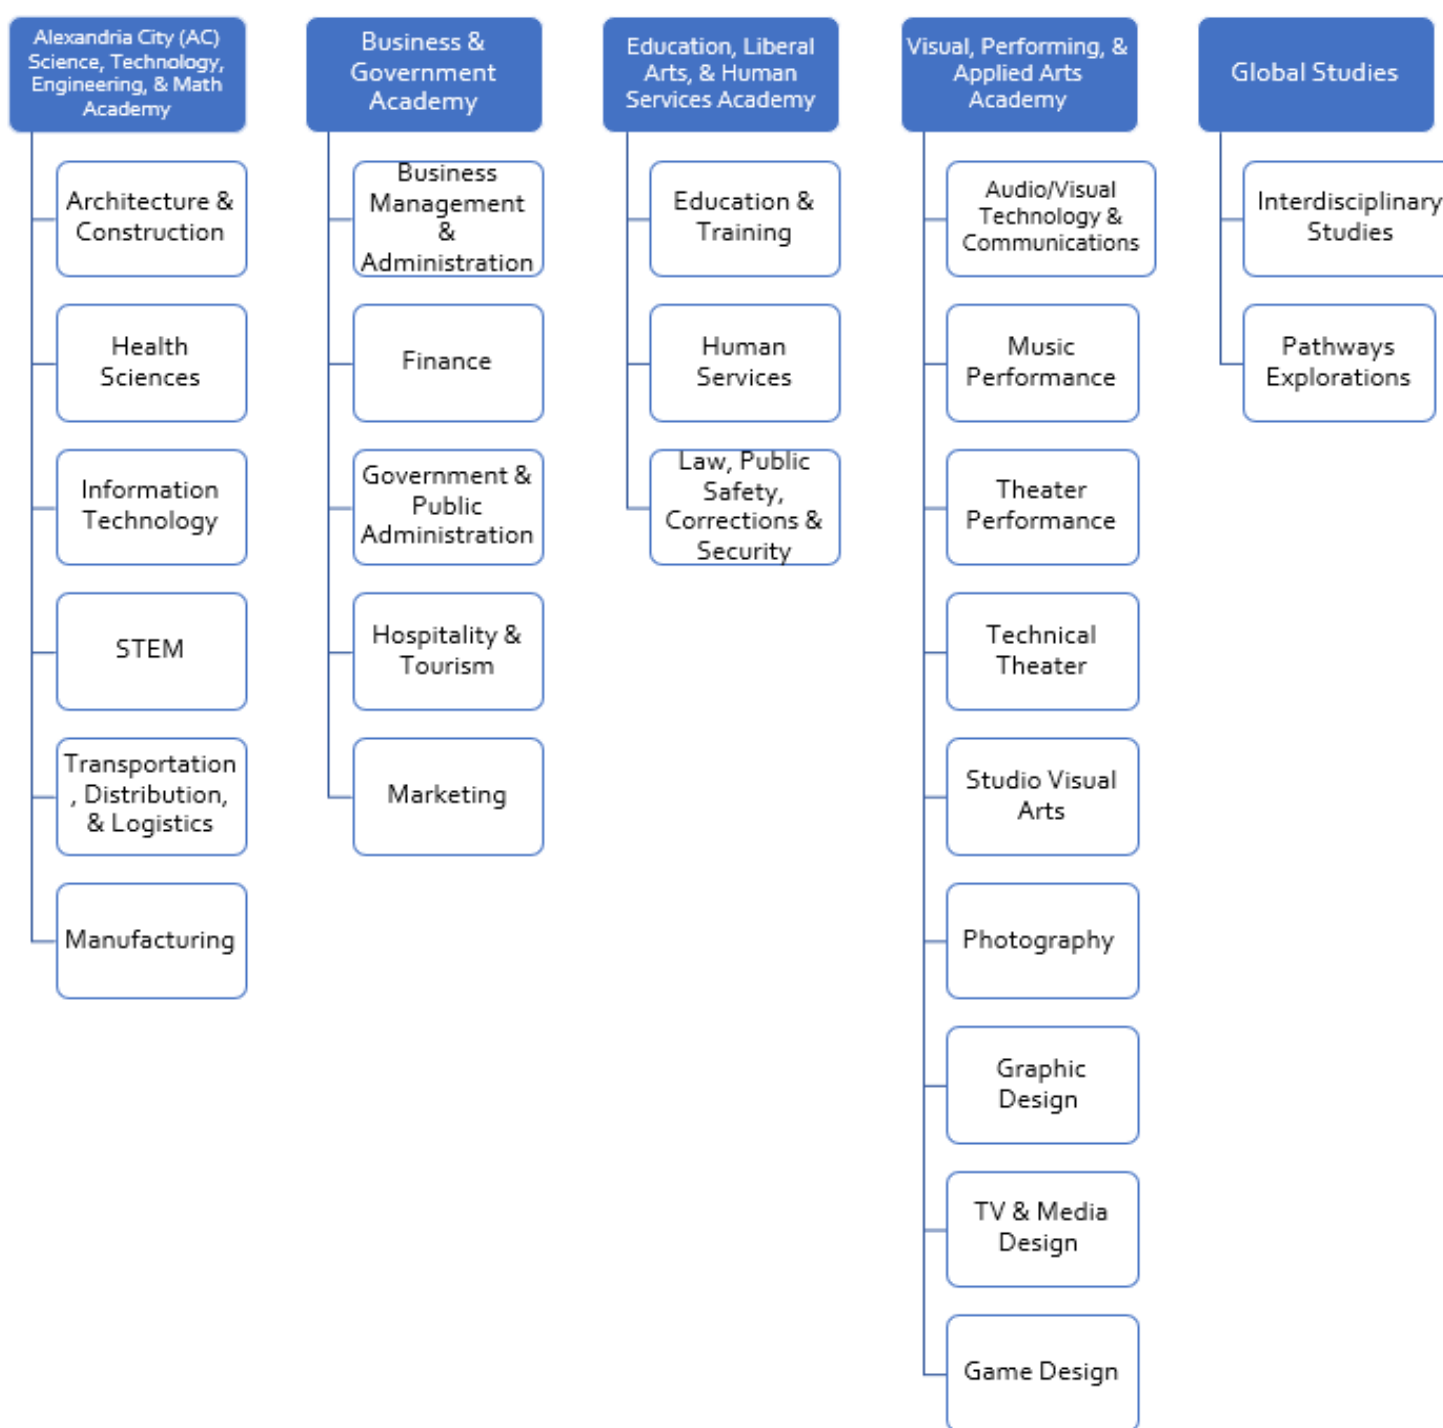 Alexandria City (AC)
Science, Technology,
Engineering, & Math
Academy
Architecture &
Construction
Health
Sciences
Information
Technology
STEM
Transportation
, Distribution,
& Logistics
Manufacturing
Business &
Government
Academy
Business
Management
&
Administration
Finance
Government &
Public
Administration
Hospitality &
Tourism
Marketing
Education, Liberal
Arts, & Human
Services Academy
Education &
Training
Human
Services
Law, Public
Safety,
Corrections &
Security
Visual, Performing, &
Applied Arts
Academy
Audio/Visual
Technology &
Communications
Music
Performance
Theater
Performance
Technical
Theater
Studio Visual
Arts
Photography
Graphic
Design
TV & Media
Design
Game Design
Global Studies
Interdisciplinary
Studies
Pathways
Explorations